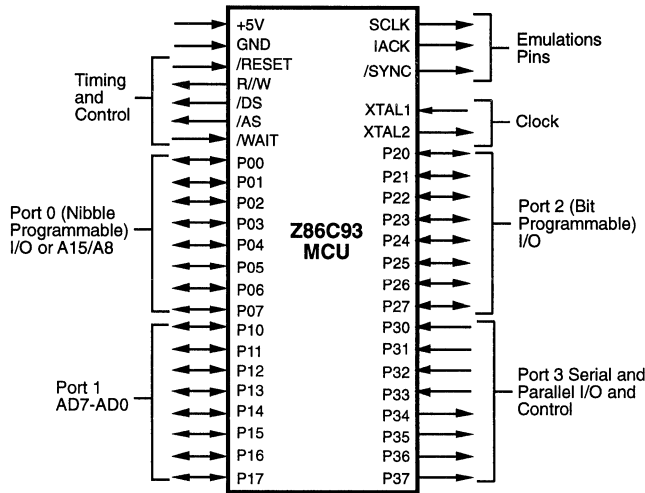 +5V
GND
/RESET
R//W
/DS
/AS
/WAIT
Timing
and
Control
P00
P01
P02
P03
P04
P05
P06
P07
Port 0 (Nibble
Programmable)
I/O or A15/A8
P10
P11
P12
P13
P14
P15
P16
P17
Port 1
AD7-AD0
Z86C93
MCU
SCLK
IACK
/SYNC
Emulations
Pins
XTAL1
XTAL2
Clock
P20
P21
P22
P23
P24
P25
P26
P27
Port 2 (Bit
Programmable)
I/O
P30
P31
P32
P33
P34
P35
P36
P37
Port 3 Serial and
Parallel I/O and
Control